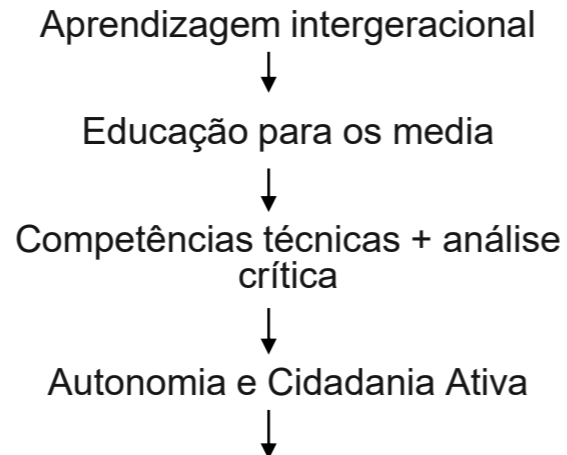 Aprendizagem intergeracional
Educação para os media
Competências técnicas + análise
crítica
Autonomia e Cidadania Ativa